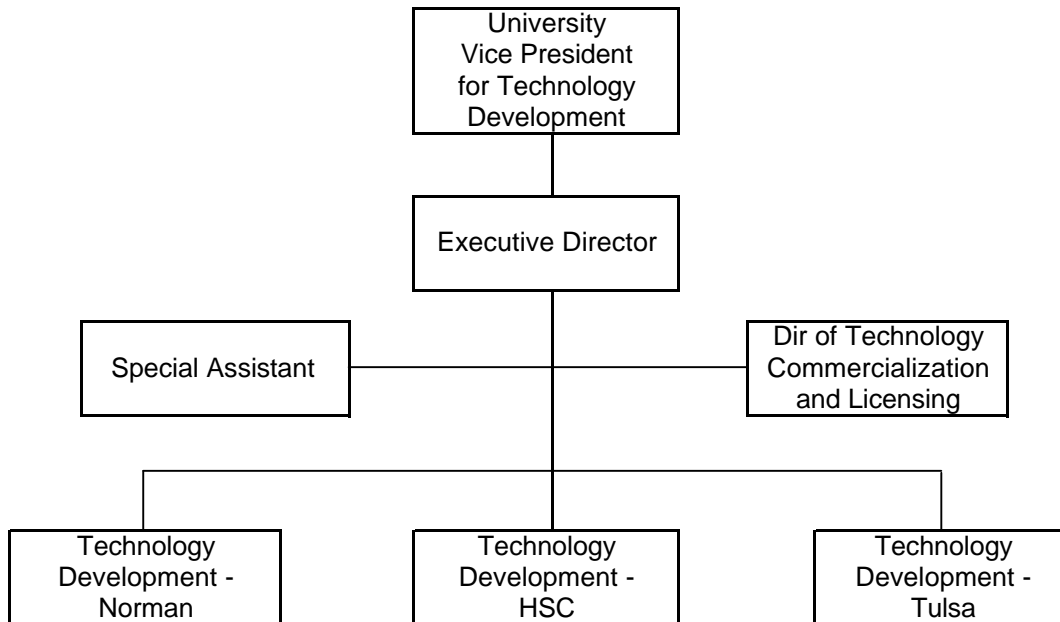 University
Vice President
for Technology
Development
Executive Director
Special Assistant
Dir of Technology
Commercialization
and Licensing
Technology
Development -
Norman
Technology
Development -
HSC
Technology
Development -
Tulsa